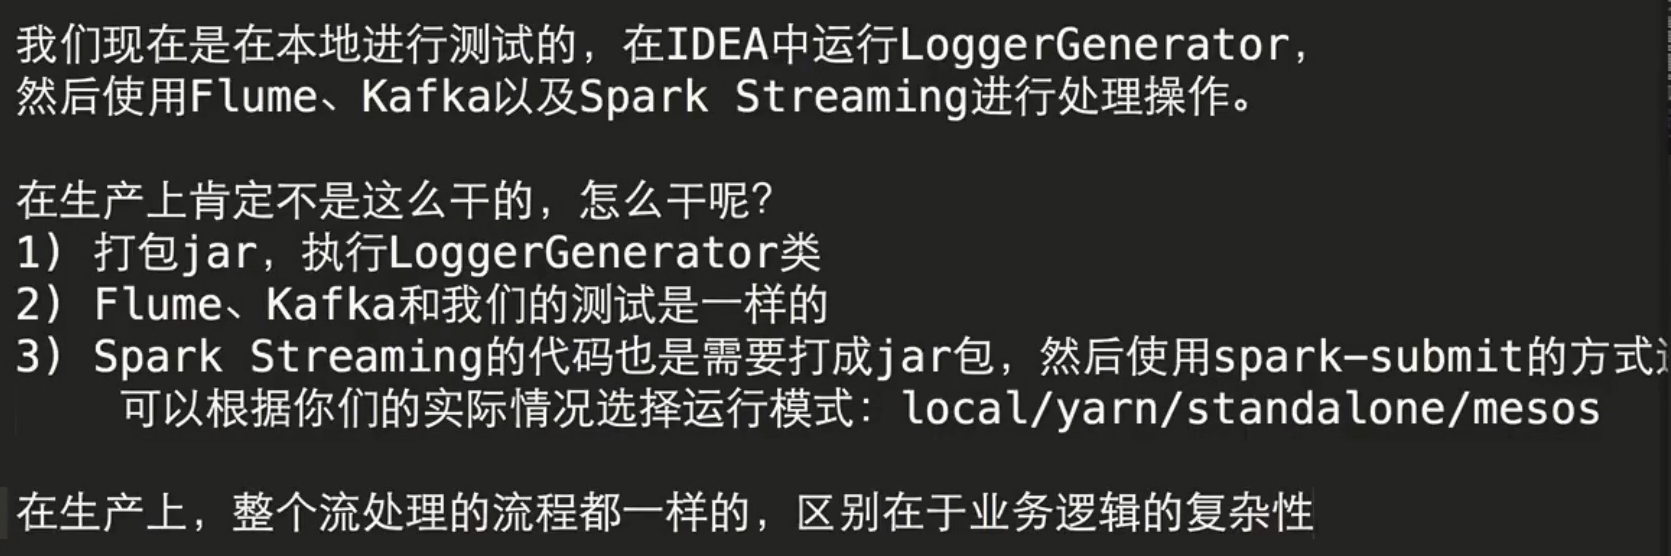 我们现在是在本地进行测试的，在IDEA中运行LoggerGenerator，
然后使用Flume、Kafka以及Spark Streaming进行处理操作。
在生产上肯定不是这么干的，怎么干呢？
1) 打包jar，执行LoggerGenerator类
2) Flume、Kafka和我们的测试是一样的
3) Spark Streaming的代码也是需要打成jar包，然后使用spark-submit的方式
可以根据你们的实际情况选择运行模式：local/yarn/standalone/mesos
在生产上，整个流处理的流程都一样的，区别在于业务逻辑的复杂性